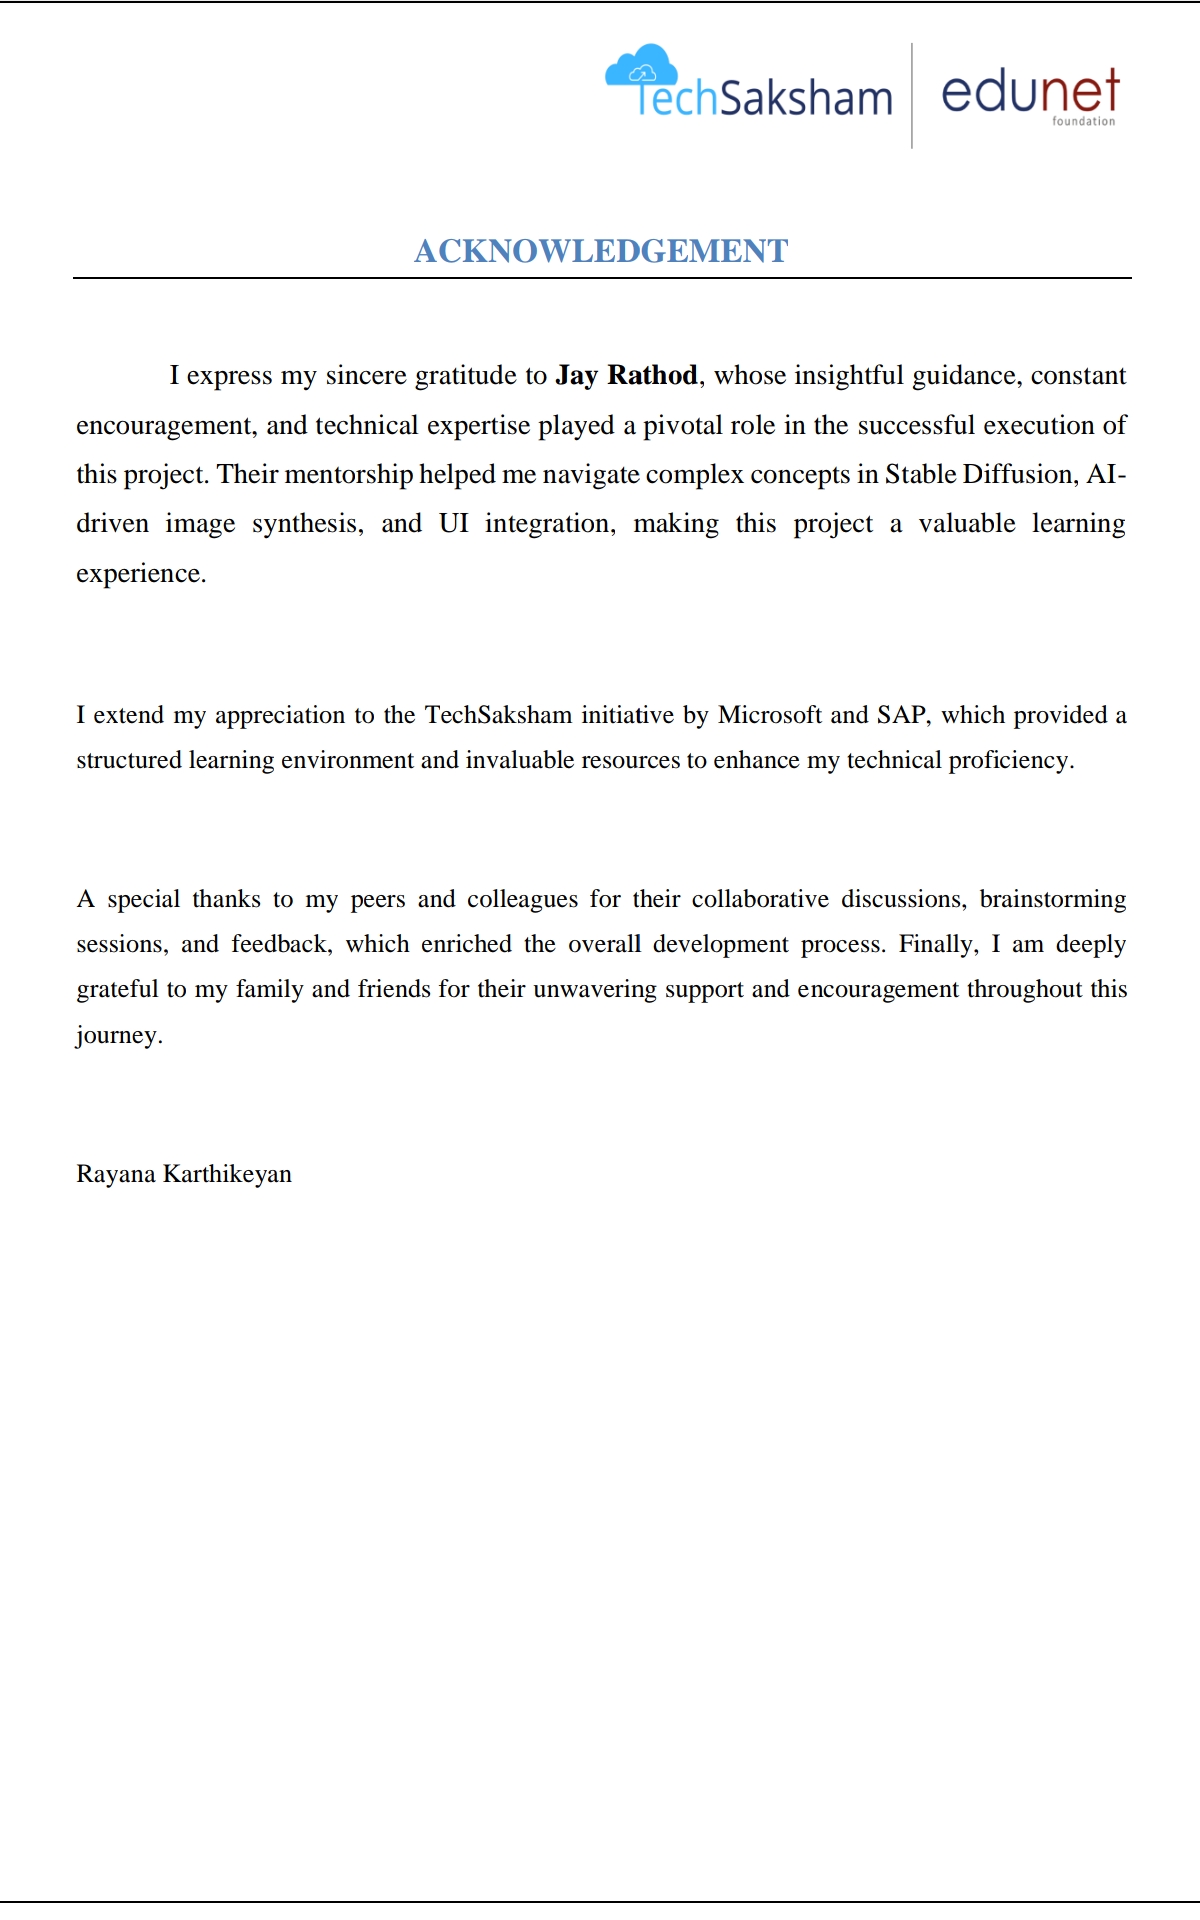 TechSaksham
edunet
foundation
ACKNOWLEDGEMENT
I express my sincere gratitude to Jay Rathod, whose insightful guidance, constant
encouragement, and technical expertise played a pivotal role in the successful execution of
this project. Their mentorship helped me navigate complex concepts in Stable Diffusion, AI-
driven image synthesis, and UI integration, making this project a valuable learning
experience.
I extend my appreciation to the TechSaksham initiative by Microsoft and SAP, which provided a
structured learning environment and invaluable resources to enhance my technical proficiency.
A special thanks to my peers and colleagues for their collaborative discussions, brainstorming
sessions, and feedback, which enriched the overall development process. Finally, I am deeply
grateful to my family and friends for their unwavering support and encouragement throughout this
journey.
Rayana Karthikeyan